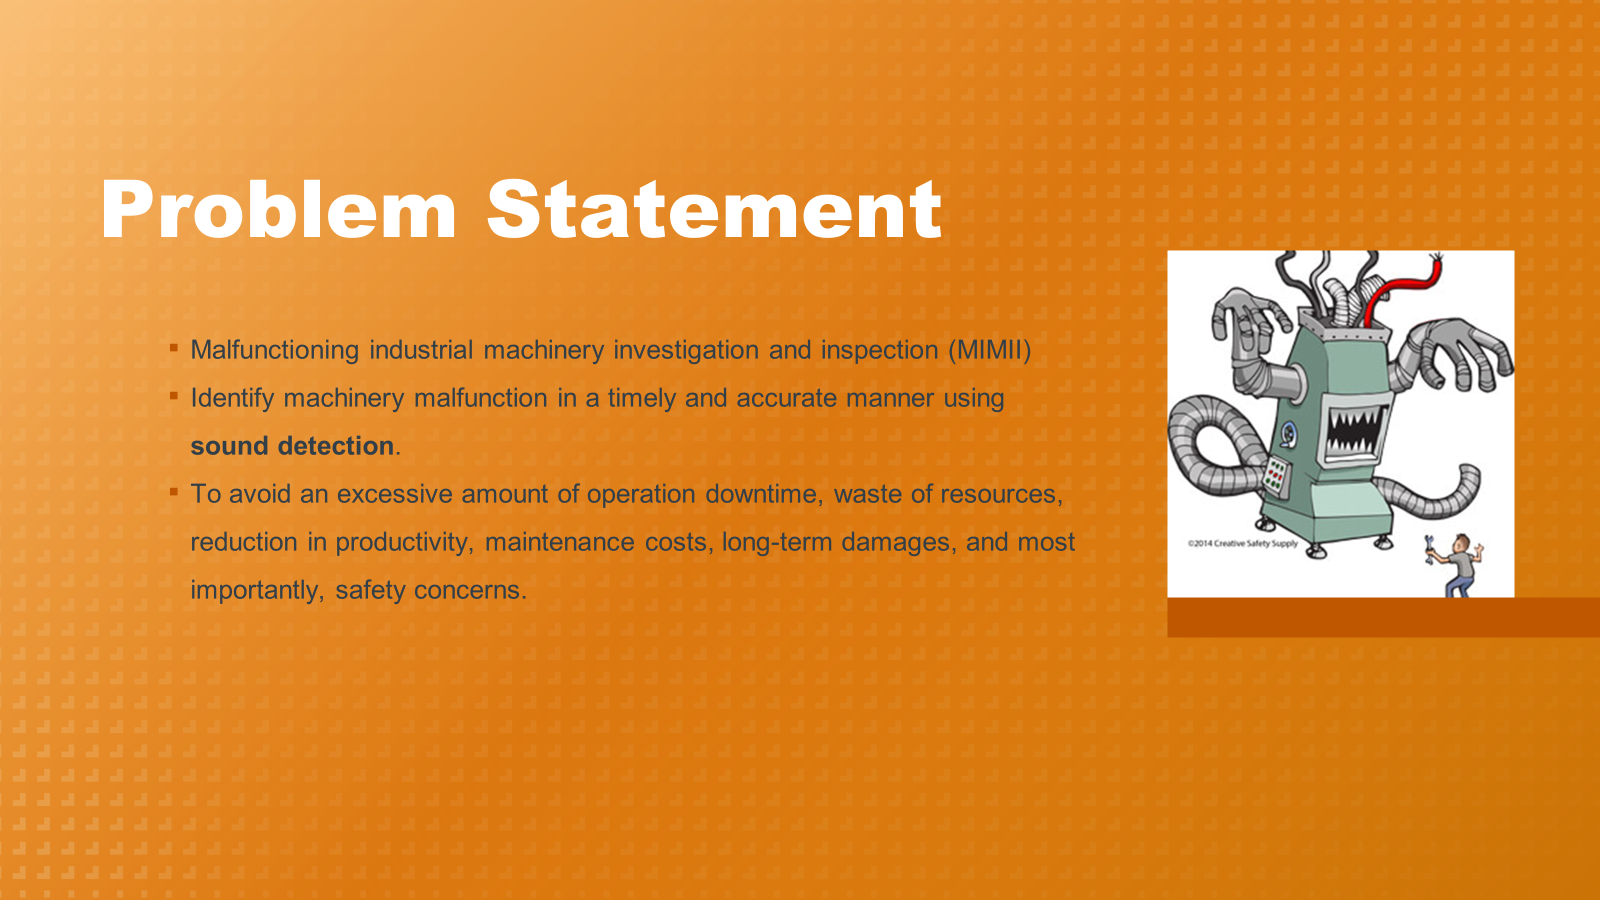 Problem Statement
▪ Malfunctioning industrial machinery investigation and inspection (MIMII)
▪ Identify machinery malfunction in a timely and accurate manner using
sound detection.
▪ To avoid an excessive amount of operation downtime, waste of resources,
reduction in productivity, maintenance costs, long-term damages, and most
importantly, safety concerns.
©2014 Creative Safety Supply